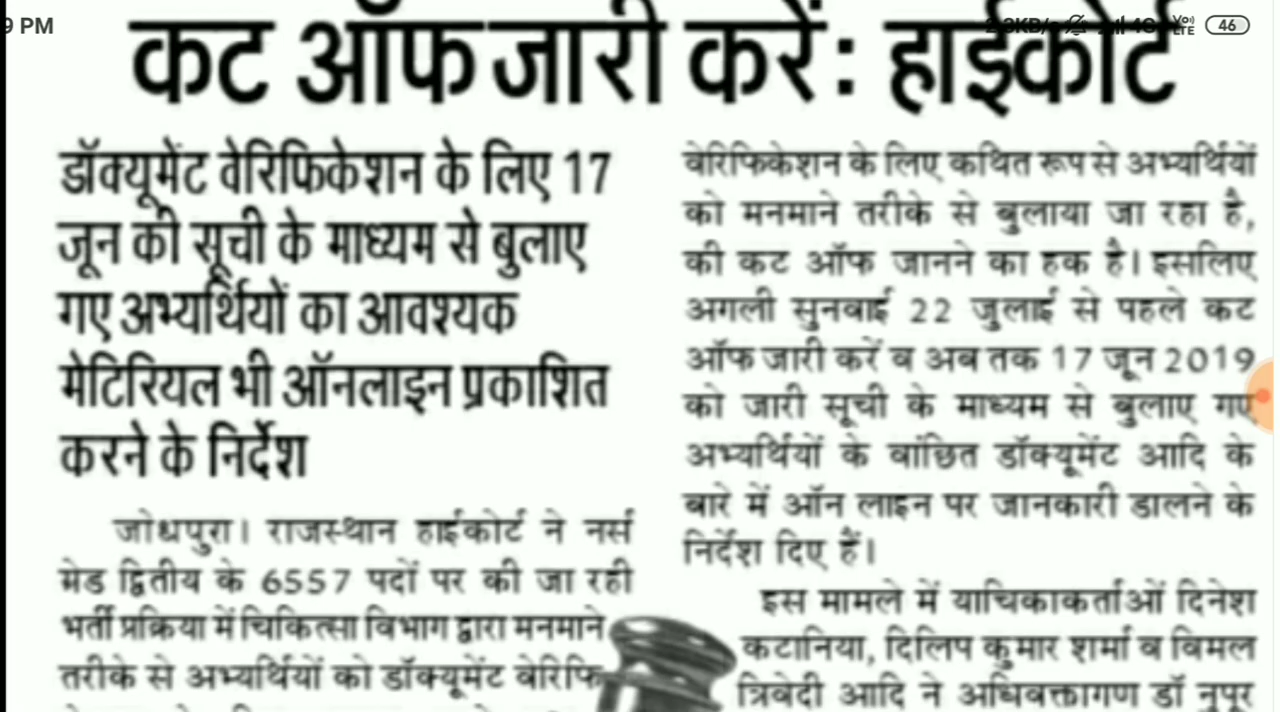 9 PM
46
कट ऑफ जारी करें: हाईकोर्ट
डॉक्यूमेंट वेरिफिकेशन के लिए 17
जून की सूची के माध्यम से बुलाए
गए अभ्यर्थियों का आवश्यक
मेटिरियल भी ऑनलाइन प्रकाशित
करने के निर्देश
जोधपुरा। राजस्थान हाईकोर्ट ने नर्स
ग्रेड द्वितीय के 6557 पदों पर की जा रही
भर्ती प्रक्रिया में चिकित्सा विभाग द्वारा मनमाने
तरीके से अभ्यर्थियों को डॉक्यूमेंट वेरिफि
वेरिफिकेशन के लिए कथित रूप से अभ्यर्थियों
को मनमाने तरीके से बुलाया जा रहा है,
की कट ऑफ जानने का हक है। इसलिए
अगली सुनवाई 22 जुलाई से पहले कट
ऑफ जारी करें व अब तक 17 जून 2019
को जारी सूची के माध्यम से बुलाए गए
अभ्यर्थियों के वांछित डॉक्यूमेंट आदि के
बारे में ऑन लाइन पर जानकारी डालने के
निर्देश दिए हैं।
इस मामले में याचिकाकर्ताओं दिनेश
कटानिया, दिलिप कुमार शर्मा व विमल
त्रिवेदी आदि ने अधिवक्तागण डॉ नुपूर